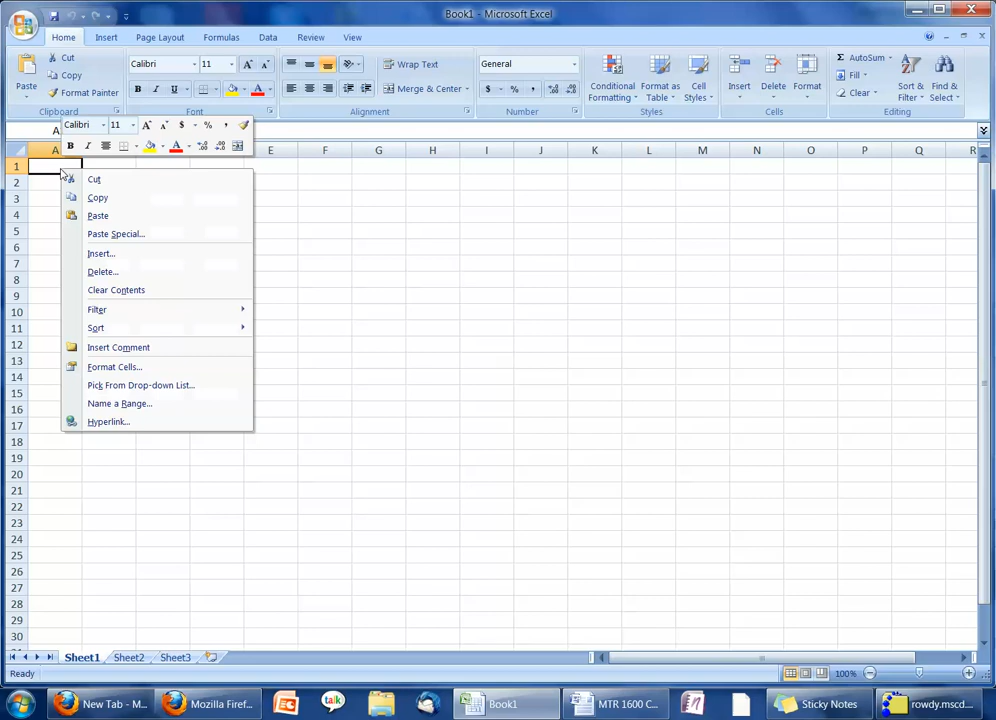 Book1 - Microsoft Excel
Home Insert Page Layout Formulas Data Review View
Cut
Copy
Format Painter
Paste
Clipboard
Calibri 11
B I U
Font
Wrap Text
Merge & Center
Alignment
General
$ % ,
Number
Conditional Formatting
Format as Table
Cell Styles
Styles
Insert Delete Format
Cells
AutoSum
Fill
Clear
Sort & Filter
Find & Select
Editing
Calibri 11 $ % ,
B I A
A
A E F G H I J K L M N O P Q R
1
2
3
4
5
6
7
8
9
10
11
12
13
14
15
16
17
18
19
20
21
22
23
24
25
26
27
28
29
30
Cut
Copy
Paste
Paste Special...
Insert...
Delete...
Clear Contents
Filter
Sort
Insert Comment
Format Cells...
Pick From Drop-down List...
Name a Range...
Hyperlink...
Sheet1 Sheet2 Sheet3
Ready 100%
New Tab - M... Mozilla Firef... talk Book1 MTR 1600 C... Sticky Notes rowdy.mscd...